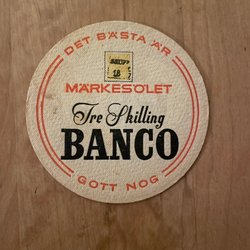 DET BÄSTA ÄR
MÄRKESÖLET
Tre Skilling
BANCO
GOTT NOG